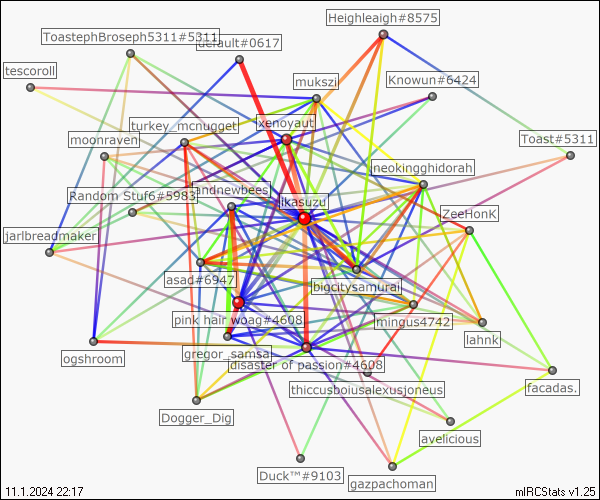 Heighleaigh#8575
ToastephBroseph5311#5311
default#0617
tescoroll
mukszi
Knowun#6424
turkey_mcnugget
xenoyaut
moonraven
Toast#5311
neokingghidorah
Random Stuf6#5983
andnewbees
likasuzu
ZeeHonK
jarlbreadmaker
asad#6947
bigcitysamurai
pink hair woag#4608
mingus4742
lahnk
ogshroom
gregor_samsa
disaster of passion#4608
thiccusboiusalexusjoneus
facadas.
Dogger_Dig
avelicious
Duck™#9103
gazpachoman
11.1.2024 22:17
mIRCStats v1.25